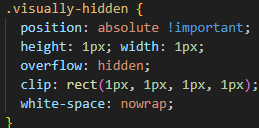 .visually-hidden {
  position: absolute !important;
  height: 1px; width: 1px;
  overflow: hidden;
  clip: rect(1px, 1px, 1px, 1px);
  white-space: nowrap;
}